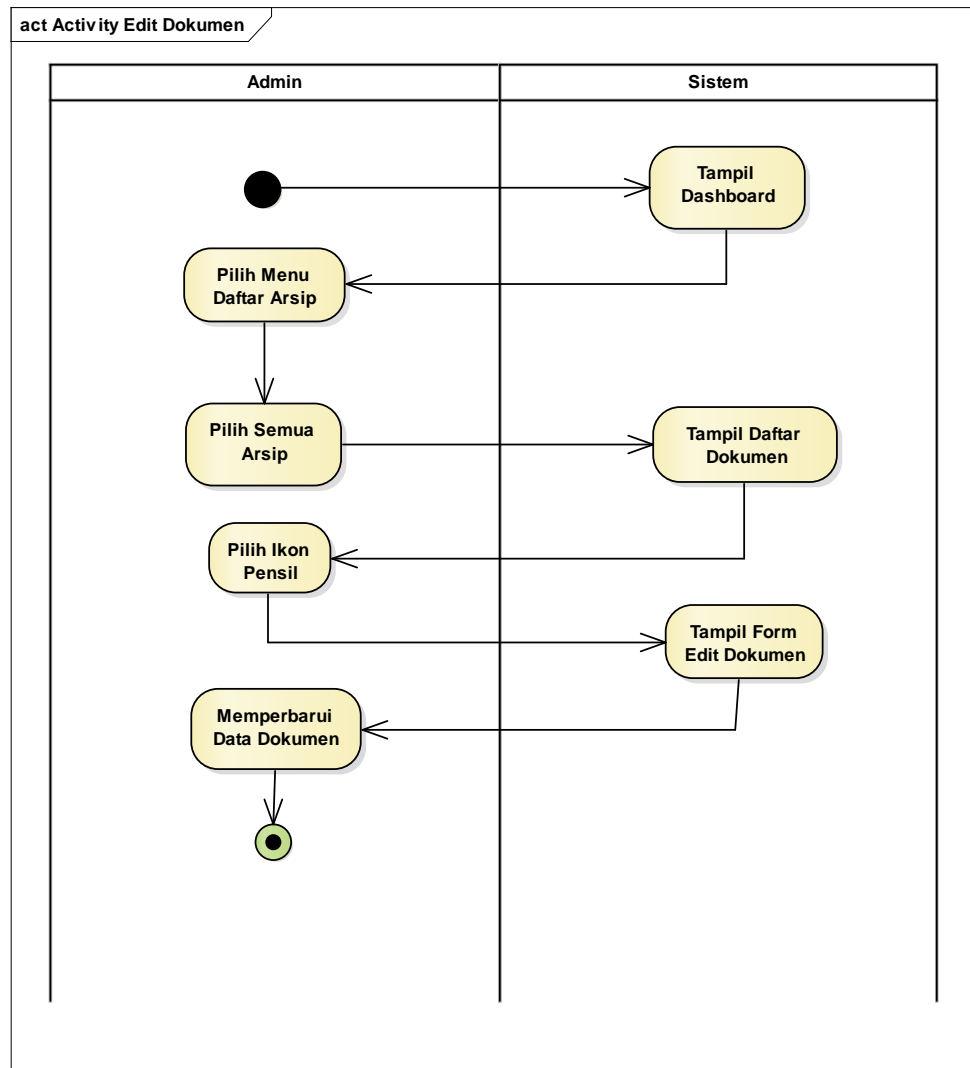 act Activity Edit Dokumen
Admin
Sistem
Tampil
Dashboard
Pilih Menu
Daftar Arsip
Pilih Semua
Arsip
Tampil Daftar
Dokumen
Pilih Ikon
Pensil
Tampil Form
Edit Dokumen
Memperbarui
Data Dokumen